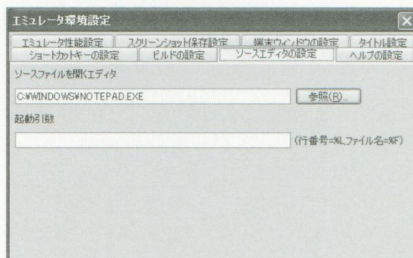 エミュレータ環境設定
エミュレータ性能設定 スクリーンショット保存設定 端末ウィンドウの設定 タイトル設定
ショートカットキーの設定 ビルドの設定 ソースエディタの設定 ヘルプの設定
ソースファイルを開くエディタ
C:¥WINDOWS¥NOTEPAD.EXE 参照(R)...
起動引数
(行番号=%L,ファイル名=%F)